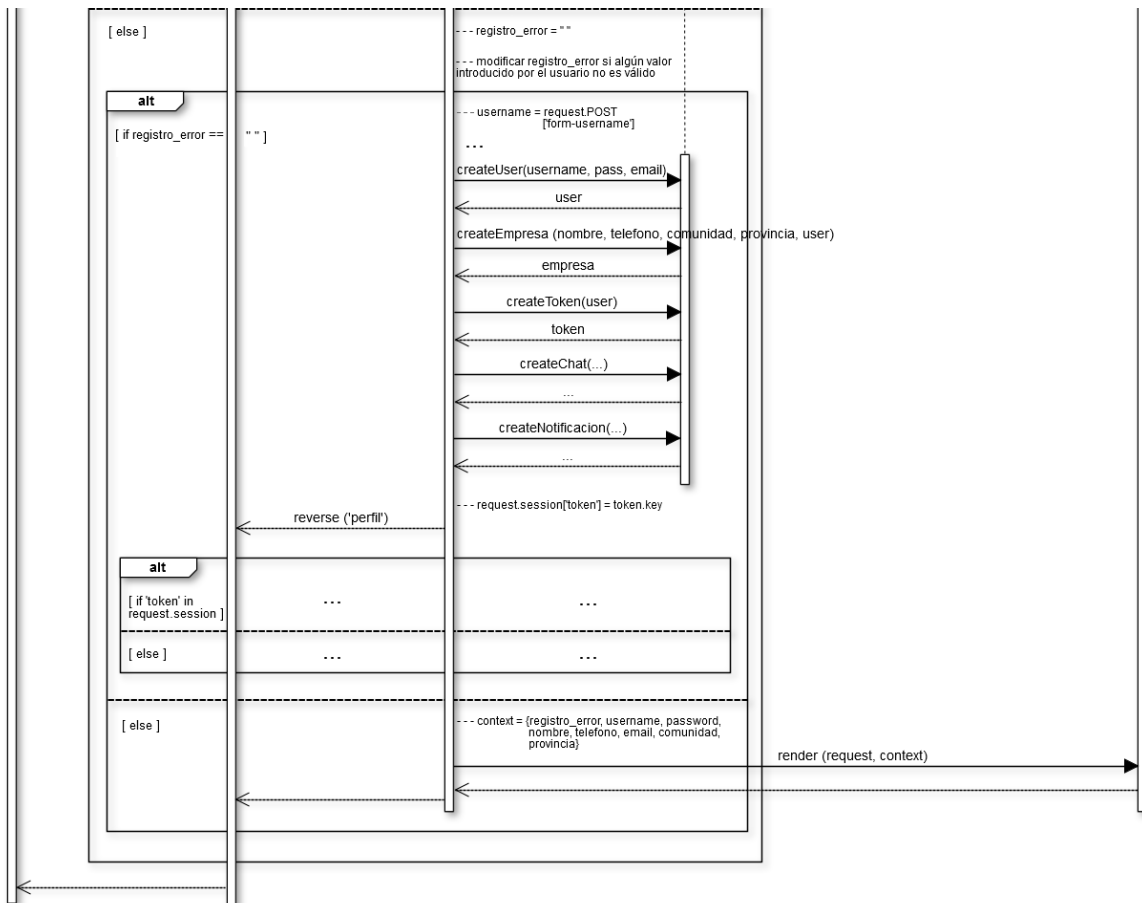 [ else ]
- - - registro_error = " "
- - - modificar registro_error si algún valor
introducido por el usuario no es válido
alt
- - - username = request.POST
['form-username']
[ if registro_error == " " ]
...
createUser(username, pass, email)
user
createEmpresa (nombre, telefono, comunidad, provincia, user)
empresa
createToken(user)
token
createChat(...)
...
createNotificacion(...)
...
- - - request.session['token'] = token.key
reverse ('perfil')
alt
[ if 'token' in
request.session ]
...
...
[ else ]
...
...
[ else ]
- - - context = {registro_error, username, password,
nombre, telefono, email, comunidad,
provincia}
render (request, context)